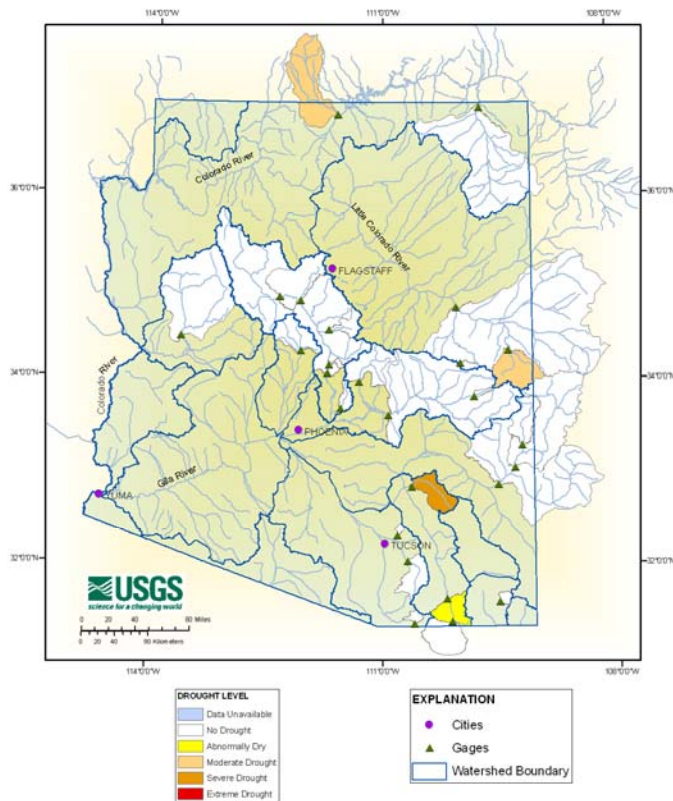 114°0'0"W 111°0'0"W 108°0'0"W
36°0'0"N 36°0'0"N
Colorado River
Little Colorado River
FLAGSTAFF
34°0'0"N 34°0'0"N
Colorado River
PHOENIX
Gila River
YUMA
TUCSON
32°0'0"N 32°0'0"N
USGS
science for a changing world
0 20 40 60 80 Miles
0 20 40 60 90 Kilometers
114°0'0"W 111°0'0"W 108°0'0"W
DROUGHT LEVEL
Data Unavailable
No Drought
Abnormally Dry
Moderate Drought
Severe Drought
Extreme Drought
EXPLANATION
Cities
Gages
Watershed Boundary